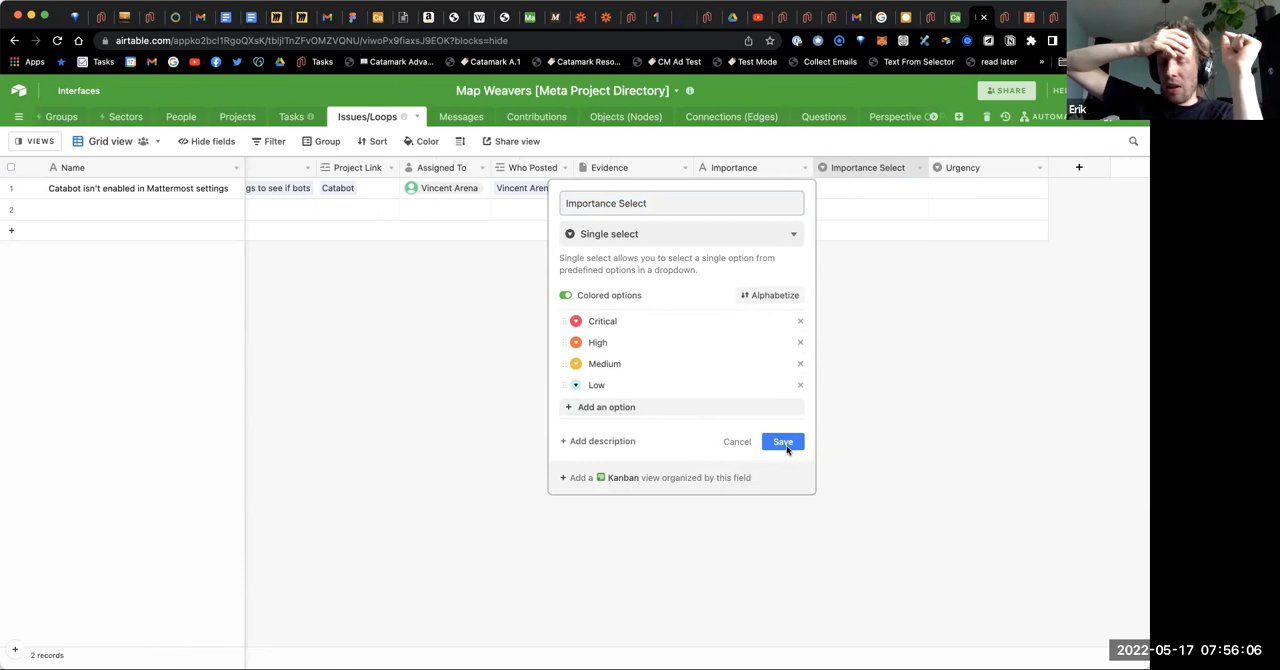 airtable.com/appko2bcl1RgoQXsK/tbljlTnZFvOMZVQNU/viwoPx9fiaxsJ9EOK?blocks=hide
Apps Tasks Tasks Catamark Adva... Catamark A.1 Catamark Reso... CM Ad Test Test Mode Collect Emails Text From Selector read later »
Erik
Interfaces Map Weavers [Meta Project Directory] SHARE HEL
Groups Sectors People Projects Tasks Issues/Loops Messages Contributions Objects (Nodes) Connections (Edges) Questions Perspective C AUTOMA
VIEWS Grid view Hide fields Filter Group Sort Color Share view
Name Project Link Assigned To Who Posted Evidence Importance Importance Select Urgency +
1 Catabot isn't enabled in Mattermost settings gs to see if bots Catabot Vincent Arena Vincent Aren
2
+
Importance Select
Single select
Single select allows you to select a single option from
predefined options in a dropdown.
Colored options Alphabetize
Critical
High
Medium
Low
+ Add an option
+ Add description Cancel Save
+ Add a Kanban view organized by this field
+ 2 records
2022-05-17 07:56:06